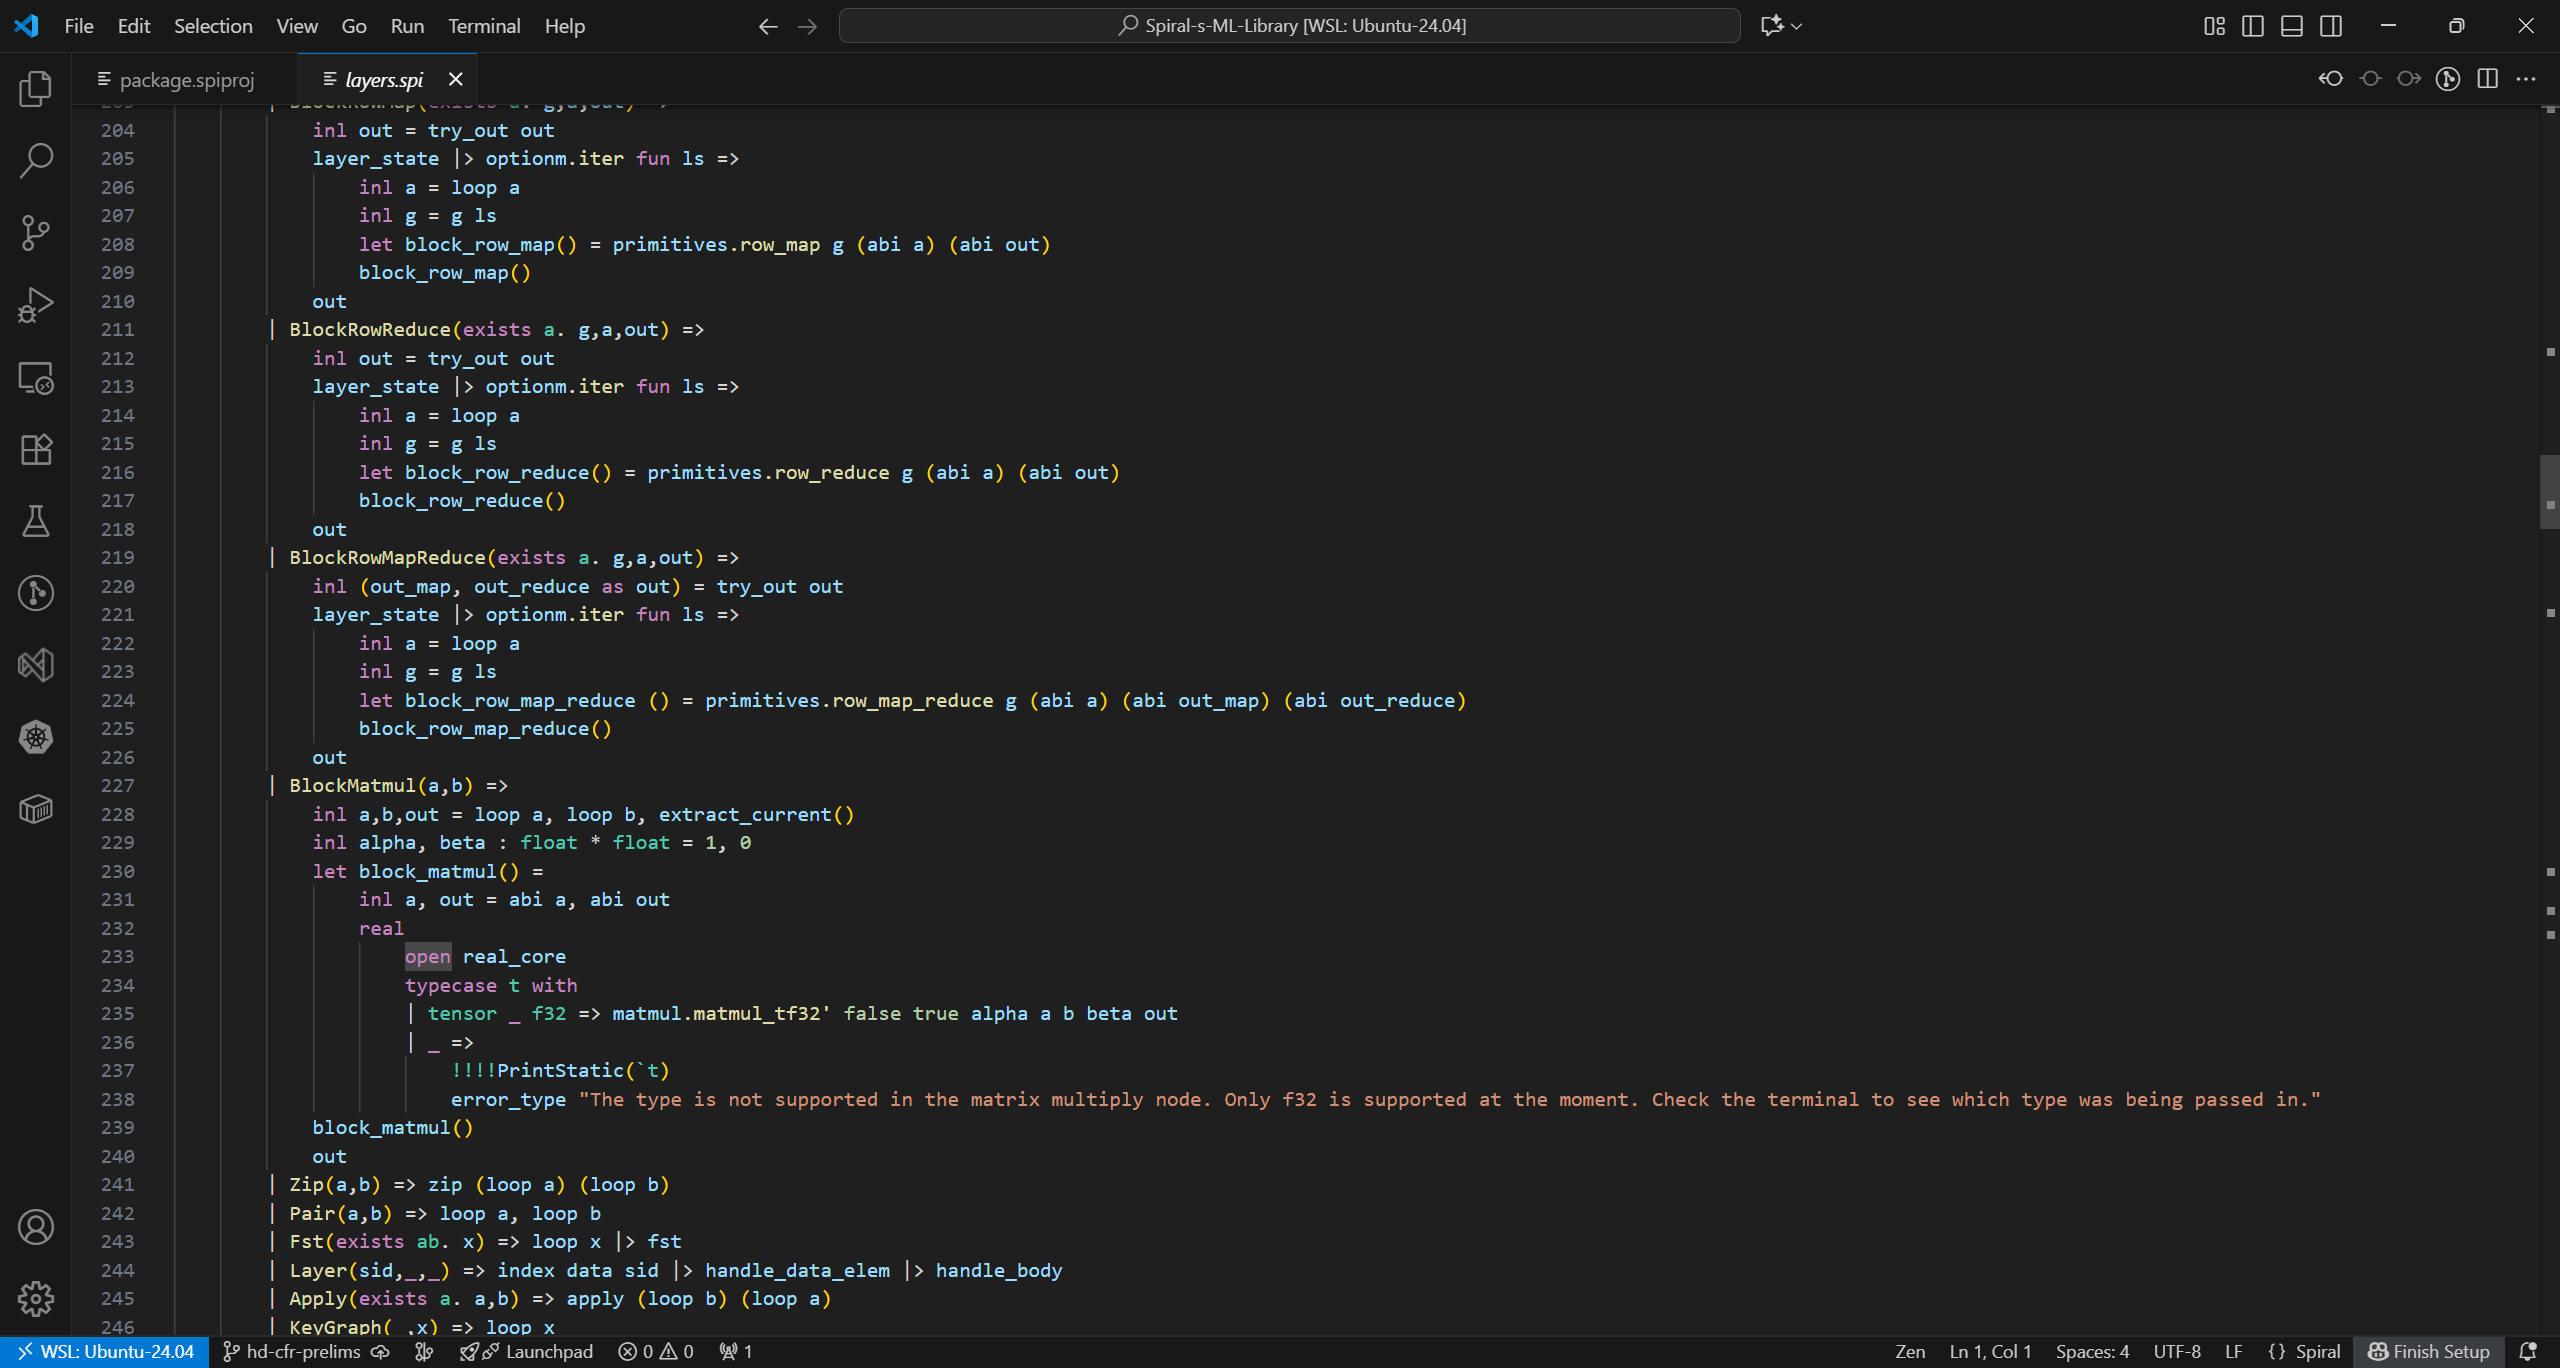 File Edit Selection View Go Run Terminal Help
Spiral-s-ML-Library [WSL: Ubuntu-24.04]
package.spiproj layers.spi
203 | BlockRowMap(exists a. g,a,out) =>
204 inl out = try_out out
205 layer_state |> optionm.iter fun ls =>
206 inl a = loop a
207 inl g = g ls
208 let block_row_map() = primitives.row_map g (abi a) (abi out)
209 block_row_map()
210 out
211 | BlockRowReduce(exists a. g,a,out) =>
212 inl out = try_out out
213 layer_state |> optionm.iter fun ls =>
214 inl a = loop a
215 inl g = g ls
216 let block_row_reduce() = primitives.row_reduce g (abi a) (abi out)
217 block_row_reduce()
218 out
219 | BlockRowMapReduce(exists a. g,a,out) =>
220 inl (out_map, out_reduce as out) = try_out out
221 layer_state |> optionm.iter fun ls =>
222 inl a = loop a
223 inl g = g ls
224 let block_row_map_reduce () = primitives.row_map_reduce g (abi a) (abi out_map) (abi out_reduce)
225 block_row_map_reduce()
226 out
227 | BlockMatmul(a,b) =>
228 inl a,b,out = loop a, loop b, extract_current()
229 inl alpha, beta : float * float = 1, 0
230 let block_matmul() =
231 inl a, out = abi a, abi out
232 real
233 open real_core
234 typecase t with
235 | tensor _ f32 => matmul.matmul_tf32' false true alpha a b beta out
236 | _ =>
237 !!!!PrintStatic(`t)
238 error_type "The type is not supported in the matrix multiply node. Only f32 is supported at the moment. Check the terminal to see which type was being passed in."
239 block_matmul()
240 out
241 | Zip(a,b) => zip (loop a) (loop b)
242 | Pair(a,b) => loop a, loop b
243 | Fst(exists ab. x) => loop x |> fst
244 | Layer(sid,_,_) => index data sid |> handle_data_elem |> handle_body
245 | Apply(exists a. a,b) => apply (loop b) (loop a)
246 | KeyGraph(_,x) => loop x
WSL: Ubuntu-24.04 hd-cfr-prelims Launchpad 0 0 1 Zen Ln 1, Col 1 Spaces: 4 UTF-8 LF {} Spiral Finish Setup